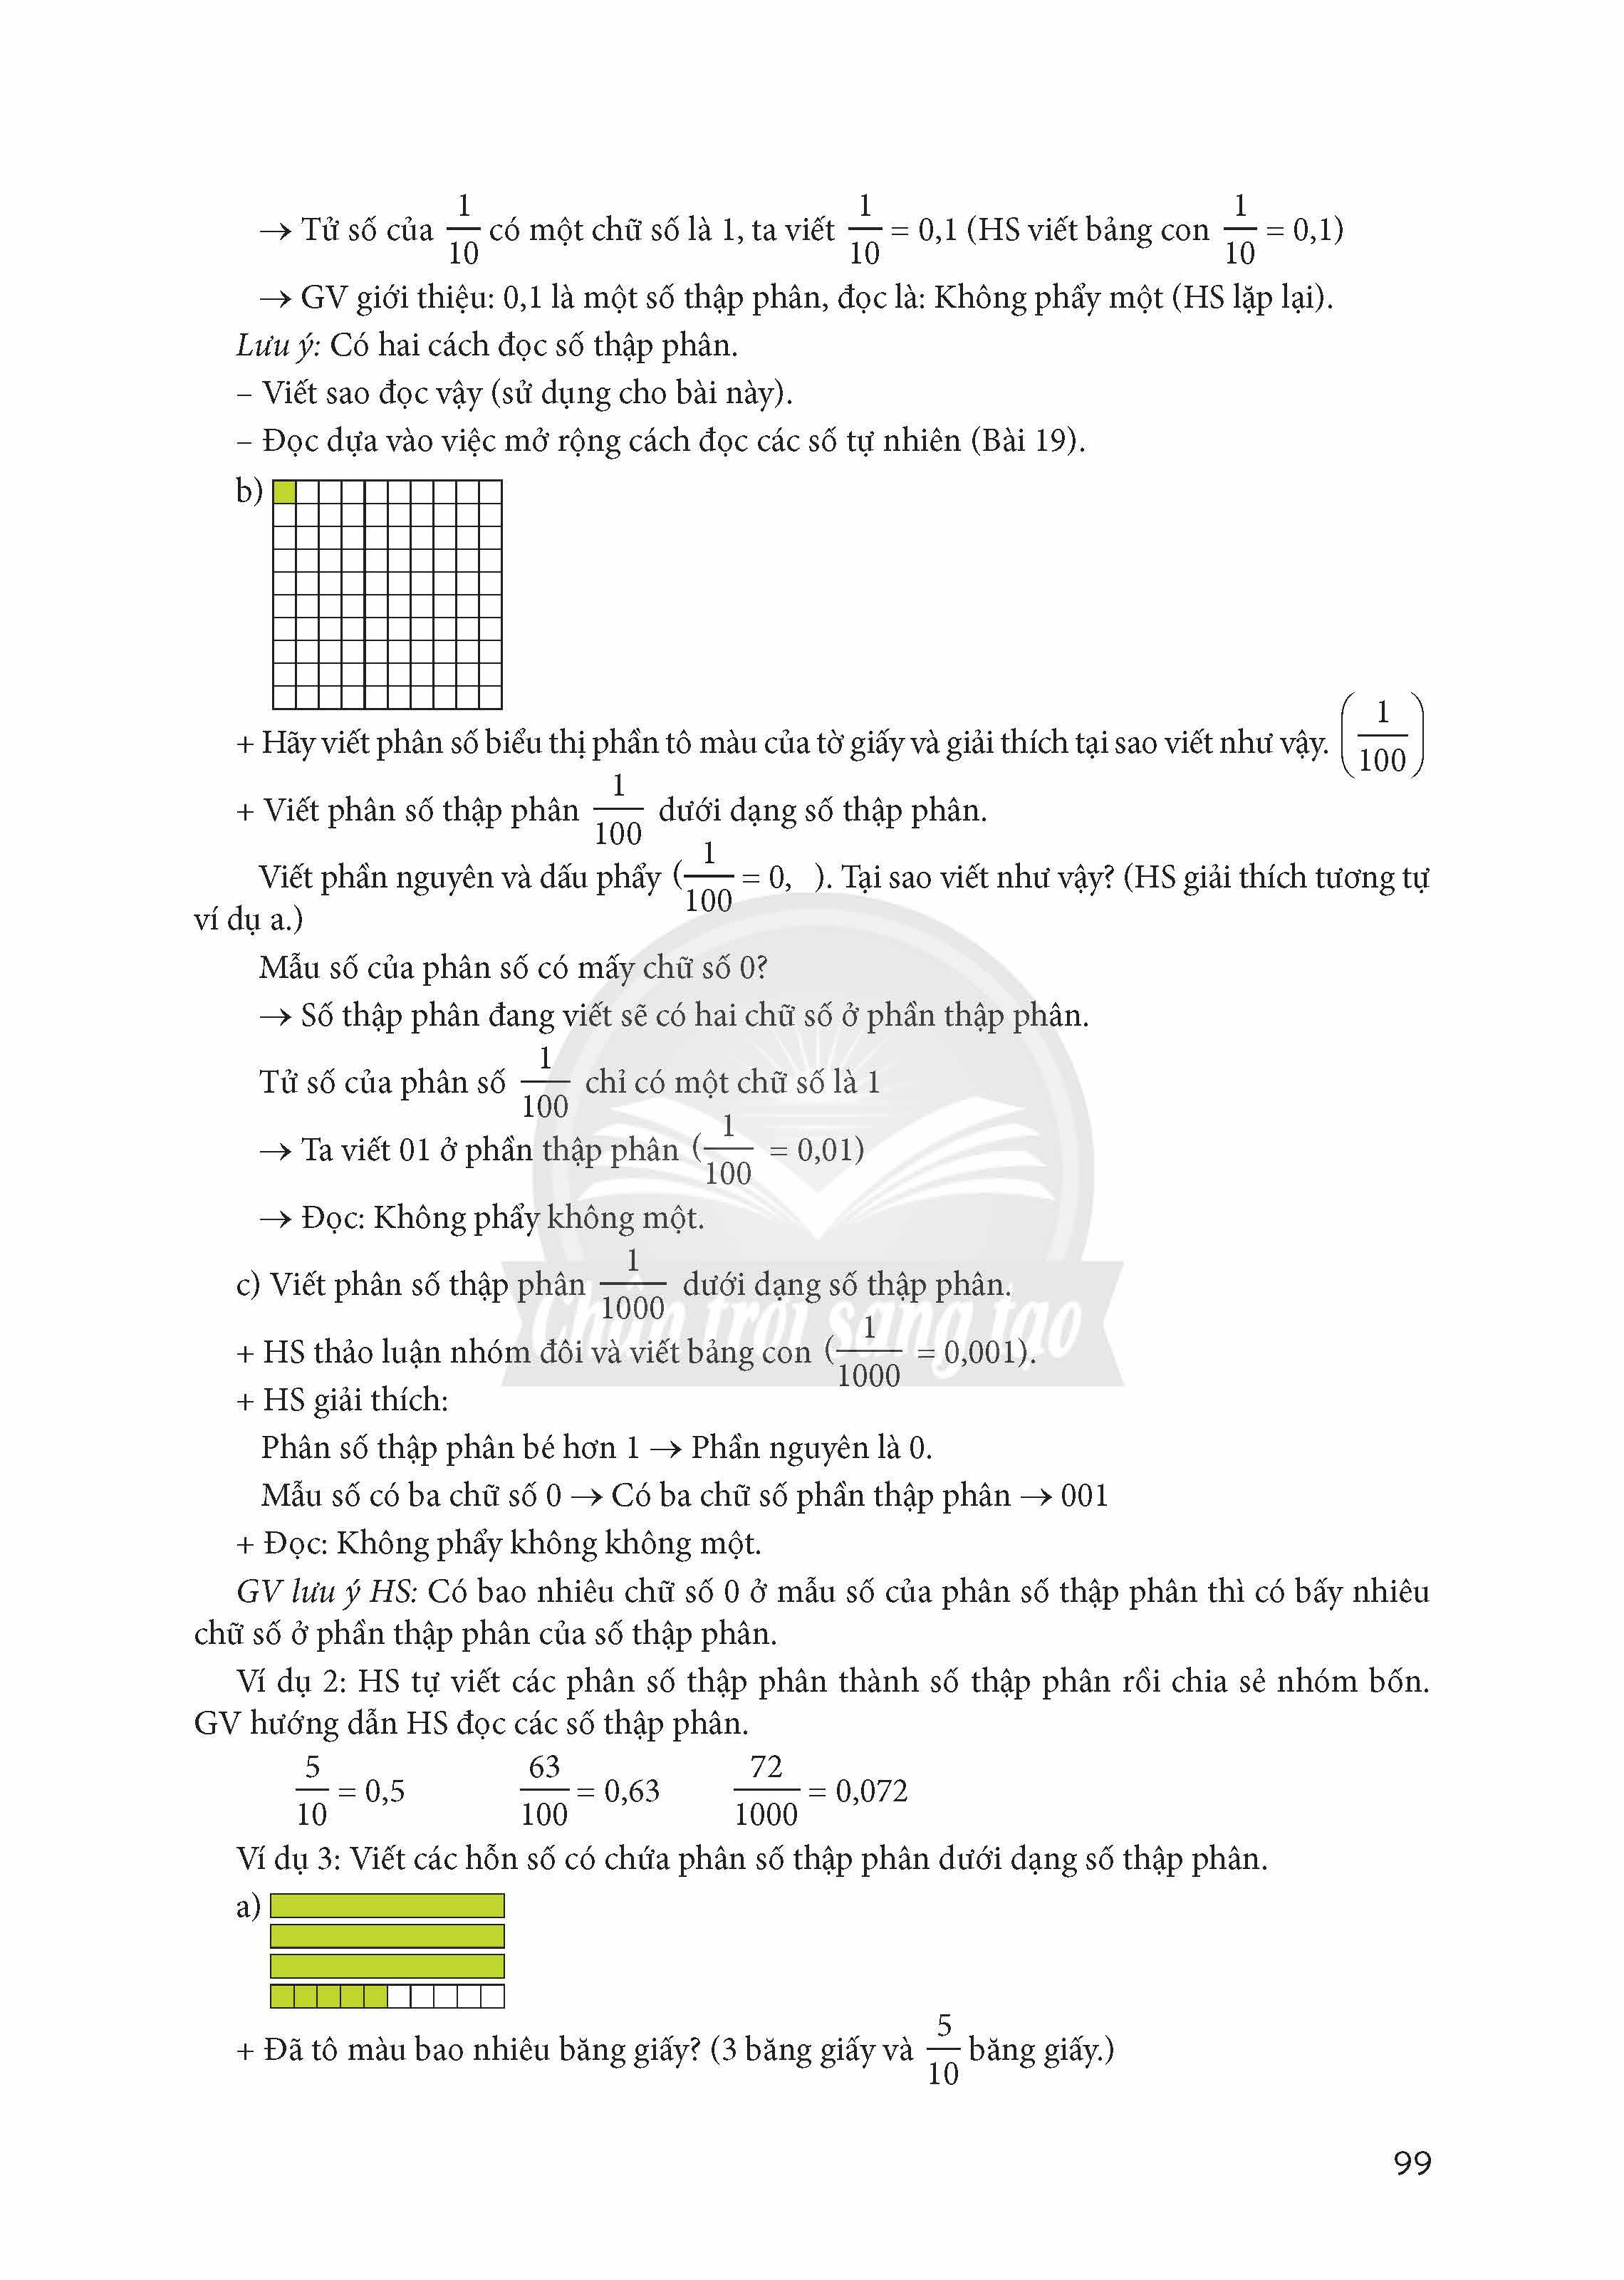 → Tử số của 1/10 có một chữ số là 1, ta viết 1/10 = 0,1 (HS viết bảng con 1/10 = 0,1)
→ GV giới thiệu: 0,1 là một số thập phân, đọc là: Không phẩy một (HS lặp lại).
Lưu ý: Có hai cách đọc số thập phân.
– Viết sao đọc vậy (sử dụng cho bài này).
– Đọc dựa vào việc mở rộng cách đọc các số tự nhiên (Bài 19).
b)
+ Hãy viết phân số biểu thị phần tô màu của tờ giấy và giải thích tại sao viết như vậy. (1/100)
+ Viết phân số thập phân 1/100 dưới dạng số thập phân.
Viết phần nguyên và dấu phẩy (1/100 = 0,   ). Tại sao viết như vậy? (HS giải thích tương tự
ví dụ a.)
Mẫu số của phân số có mấy chữ số 0?
→ Số thập phân đang viết sẽ có hai chữ số ở phần thập phân.
Tử số của phân số 1/100 chỉ có một chữ số là 1
→ Ta viết 01 ở phần thập phân (1/100 = 0,01)
→ Đọc: Không phẩy không một.
c) Viết phân số thập phân 1/1000 dưới dạng số thập phân.
Chân trời sáng tạo
+ HS thảo luận nhóm đôi và viết bảng con (1/1000 = 0,001).
+ HS giải thích:
Phân số thập phân bé hơn 1 → Phần nguyên là 0.
Mẫu số có ba chữ số 0 → Có ba chữ số phần thập phân → 001
+ Đọc: Không phẩy không không một.
GV lưu ý HS: Có bao nhiêu chữ số 0 ở mẫu số của phân số thập phân thì có bấy nhiêu
chữ số ở phần thập phân của số thập phân.
Ví dụ 2: HS tự viết các phân số thập phân thành số thập phân rồi chia sẻ nhóm bốn.
GV hướng dẫn HS đọc các số thập phân.
5/10 = 0,5 63/100 = 0,63 72/1000 = 0,072
Ví dụ 3: Viết các hỗn số có chứa phân số thập phân dưới dạng số thập phân.
a)
+ Đã tô màu bao nhiêu băng giấy? (3 băng giấy và 5/10 băng giấy.)
99